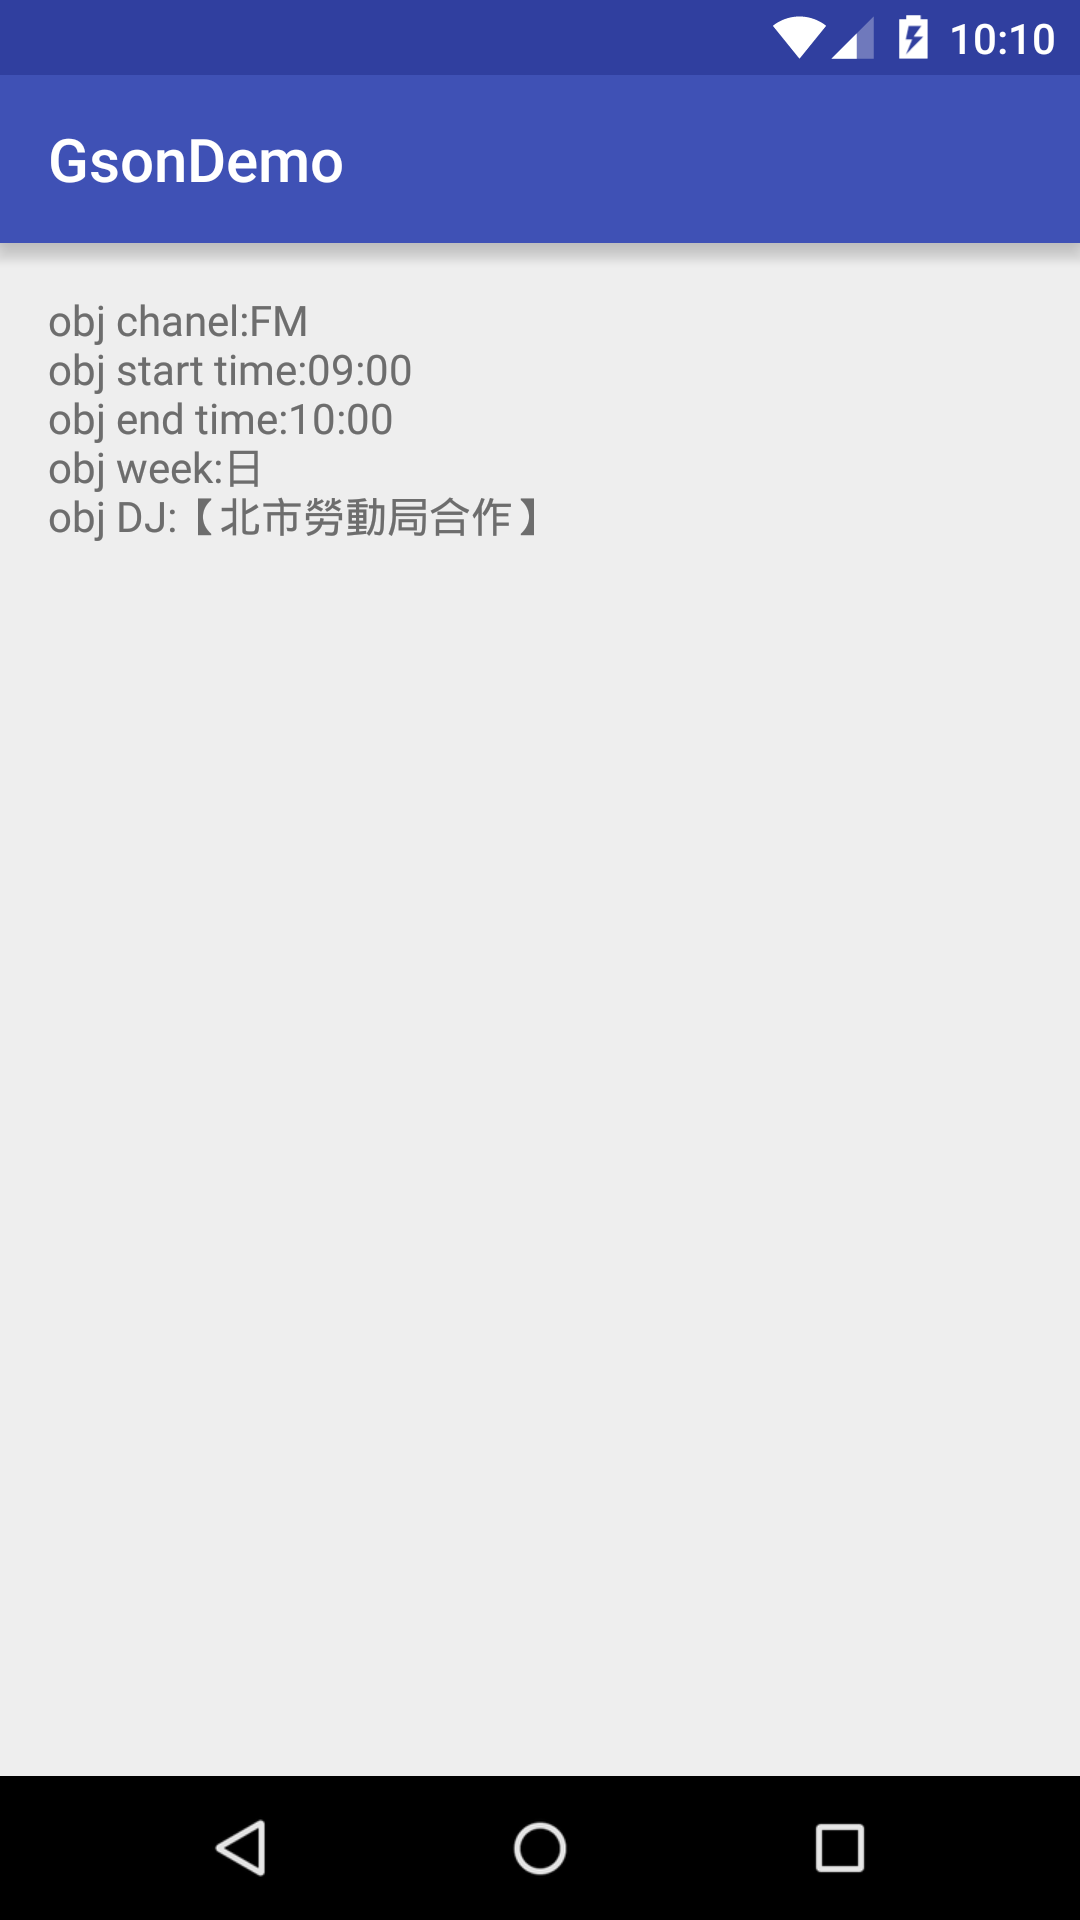 10:10
GsonDemo
obj chanel:FM
obj start time:09:00
obj end time:10:00
obj week:日
obj DJ:【北市勞動局合作】